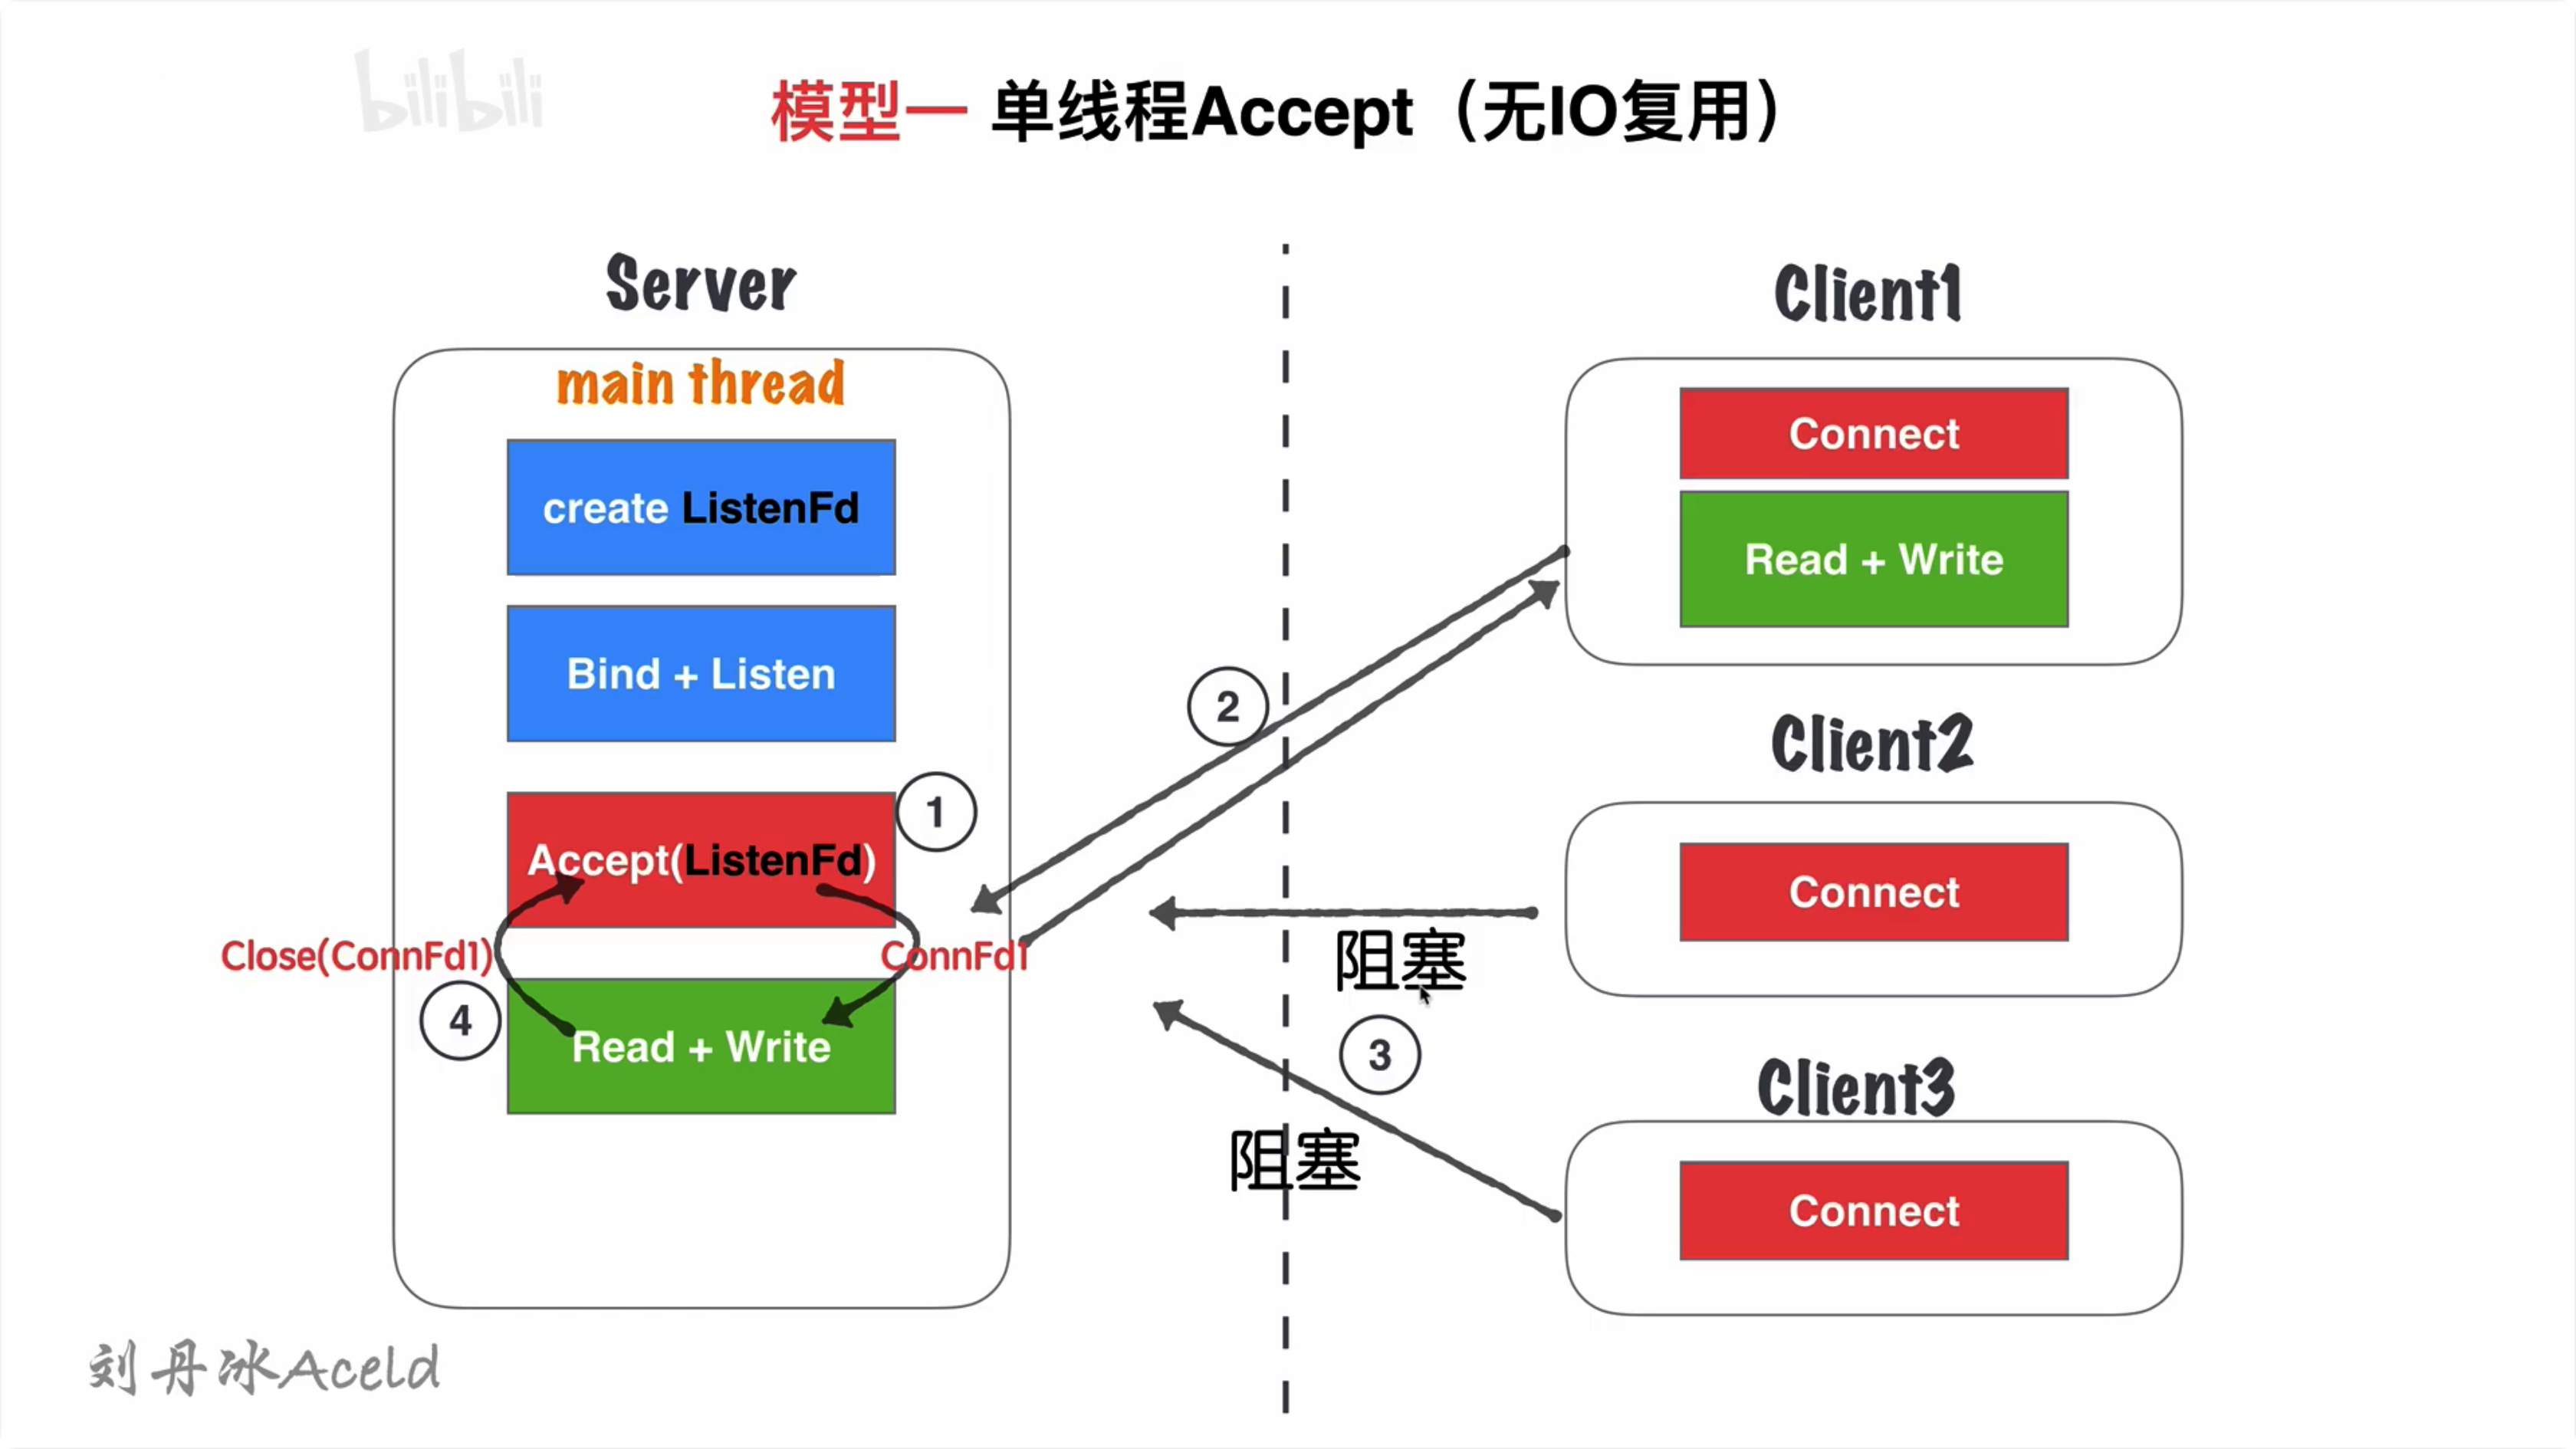 bilibili
模型一 单线程Accept（无IO复用）
Server
main thread
create ListenFd
Bind + Listen
1
Accept(ListenFd)
Close(ConnFd1)
ConnFd1
4
Read + Write
2
阻塞
3
阻塞
Client1
Connect
Read + Write
Client2
Connect
Client3
Connect
刘丹冰Aceld